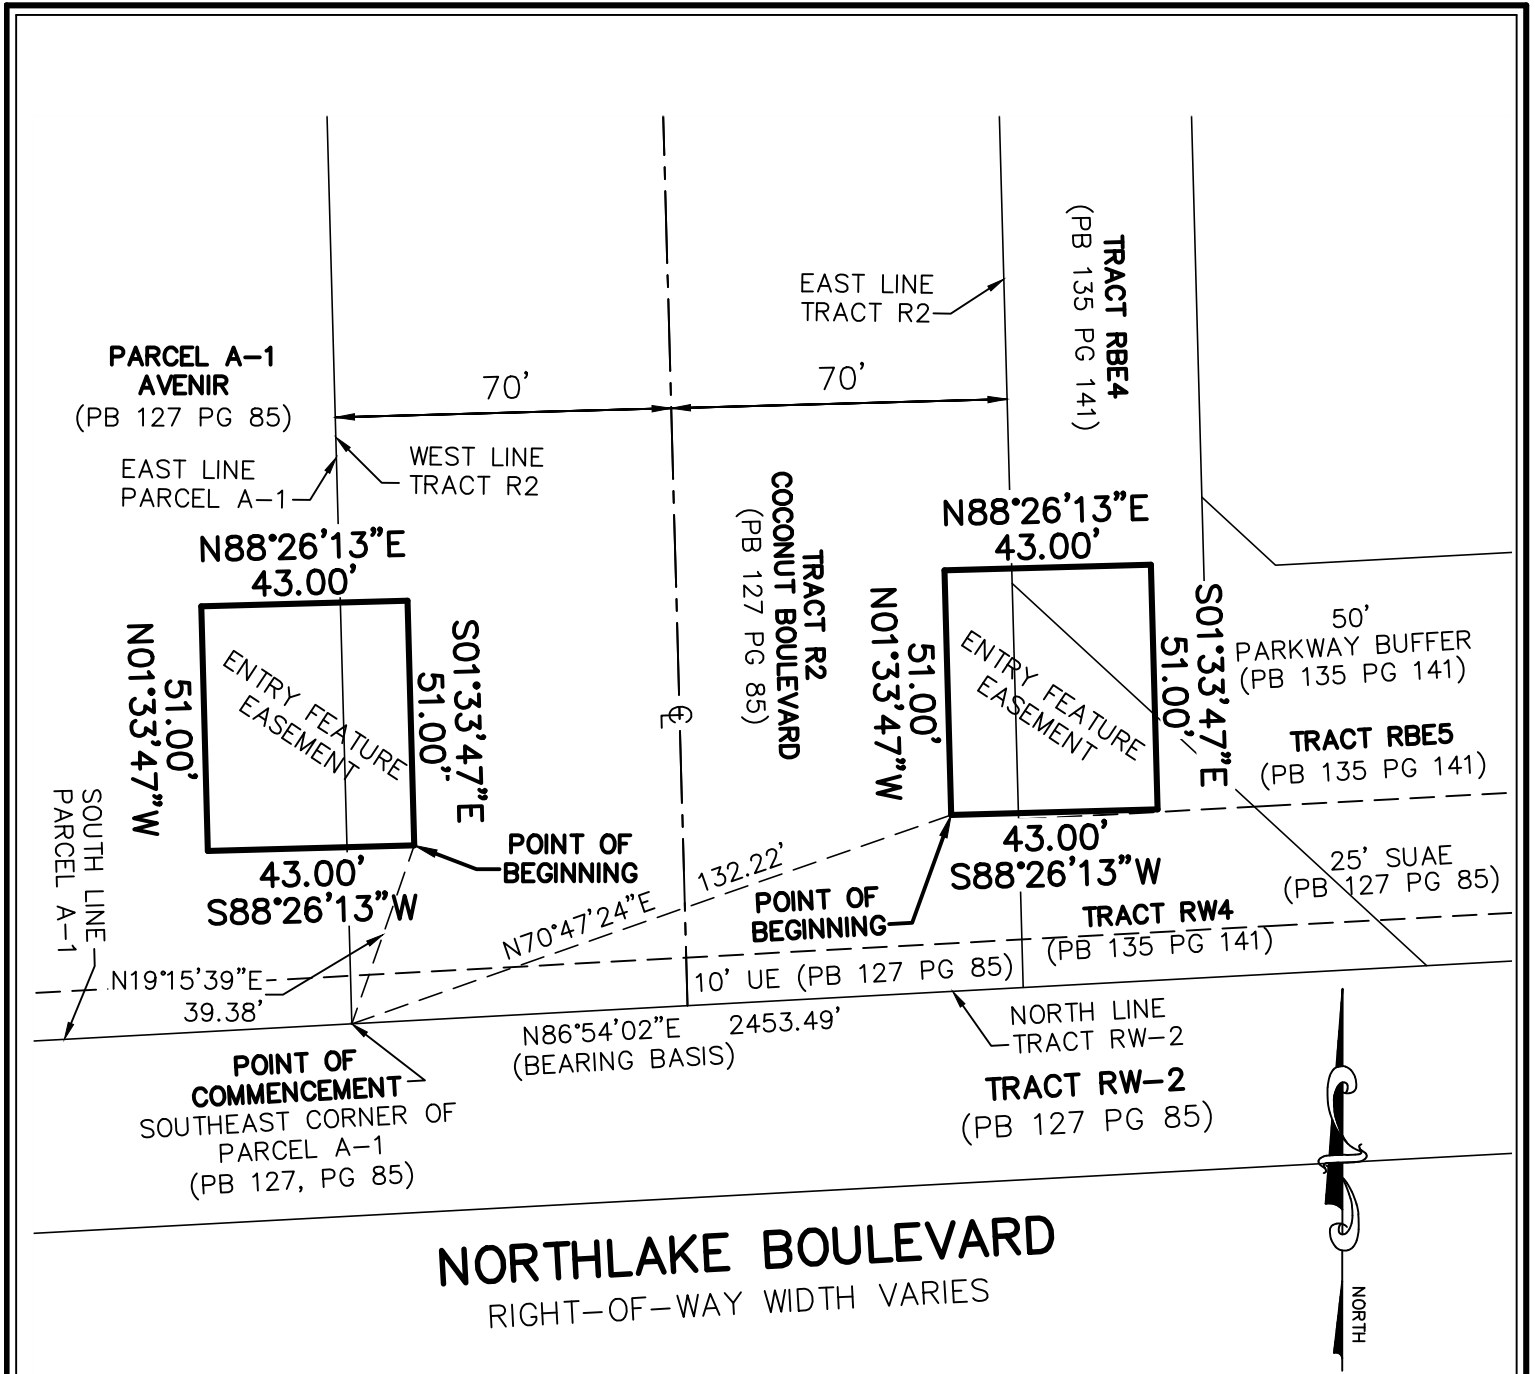 TRACT RBE4
(PB 135 PG 141)
EAST LINE
TRACT R2
PARCEL A-1
AVENIR
(PB 127 PG 85)
70'
70'
EAST LINE
PARCEL A-1
WEST LINE
TRACT R2
TRACT R2
COCONUT BOULEVARD
(PB 127 PG 85)
N88°26'13"E
43.00'
N01°33'47"W
51.00'
ENTRY FEATURE
EASEMENT
S01°33'47"E
51.00'
43.00'
S88°26'13"W
N88°26'13"E
43.00'
N01°33'47"W
51.00'
ENTRY FEATURE
EASEMENT
S01°33'47"E
51.00'
43.00'
S88°26'13"W
50'
PARKWAY BUFFER
(PB 135 PG 141)
TRACT RBE5
(PB 135 PG 141)
℄
SOUTH LINE
PARCEL A-1
POINT OF
BEGINNING
132.22'
N70°47'24"E
POINT OF
BEGINNING
25' SUAE
(PB 127 PG 85)
TRACT RW4
(PB 135 PG 141)
N19°15'39"E
39.38'
10' UE (PB 127 PG 85)
N86°54'02"E 2453.49'
(BEARING BASIS)
NORTH LINE
TRACT RW-2
POINT OF
COMMENCEMENT
SOUTHEAST CORNER OF
PARCEL A-1
(PB 127, PG 85)
TRACT RW-2
(PB 127 PG 85)
NORTHLAKE BOULEVARD
RIGHT-OF-WAY WIDTH VARIES
NORTH